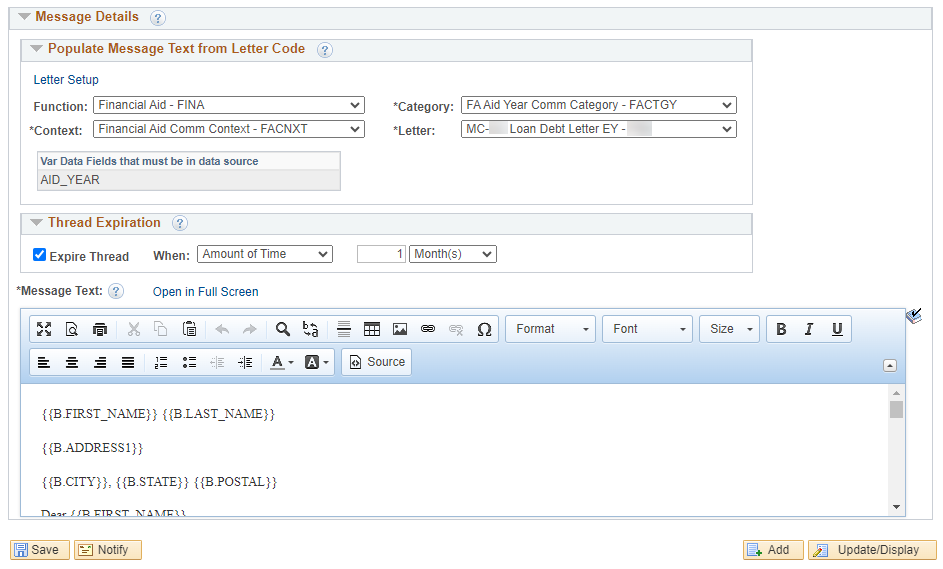 Message Details
Populate Message Text from Letter Code
Letter Setup
Function: Financial Aid - FINA *Category: FA Aid Year Comm Category - FACTGY
*Context: Financial Aid Comm Context - FACNXT *Letter: MC- Loan Debt Letter EY -
Var Data Fields that must be in data source
AID_YEAR
Thread Expiration
Expire Thread When: Amount of Time 1 Month(s)
*Message Text: Open in Full Screen
Format Font Size B I U
A A Source
{{B.FIRST_NAME}} {{B.LAST_NAME}}
{{B.ADDRESS1}}
{{B.CITY}}, {{B.STATE}} {{B.POSTAL}}
Dear {{B.FIRST_NAME}}
Save Notify Add Update/Display